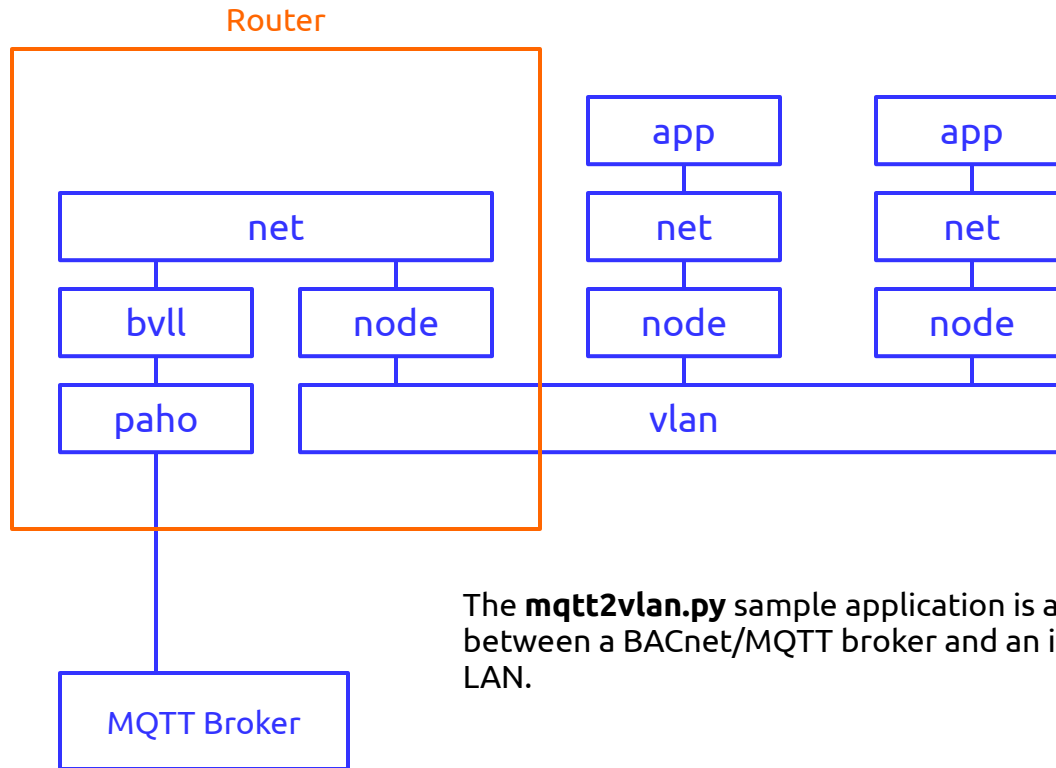 Router
app
app
net
net
net
bvll
node
node
node
paho
vlan
The mqtt2vlan.py sample application is a
between a BACnet/MQTT broker and an i
LAN.
MQTT Broker